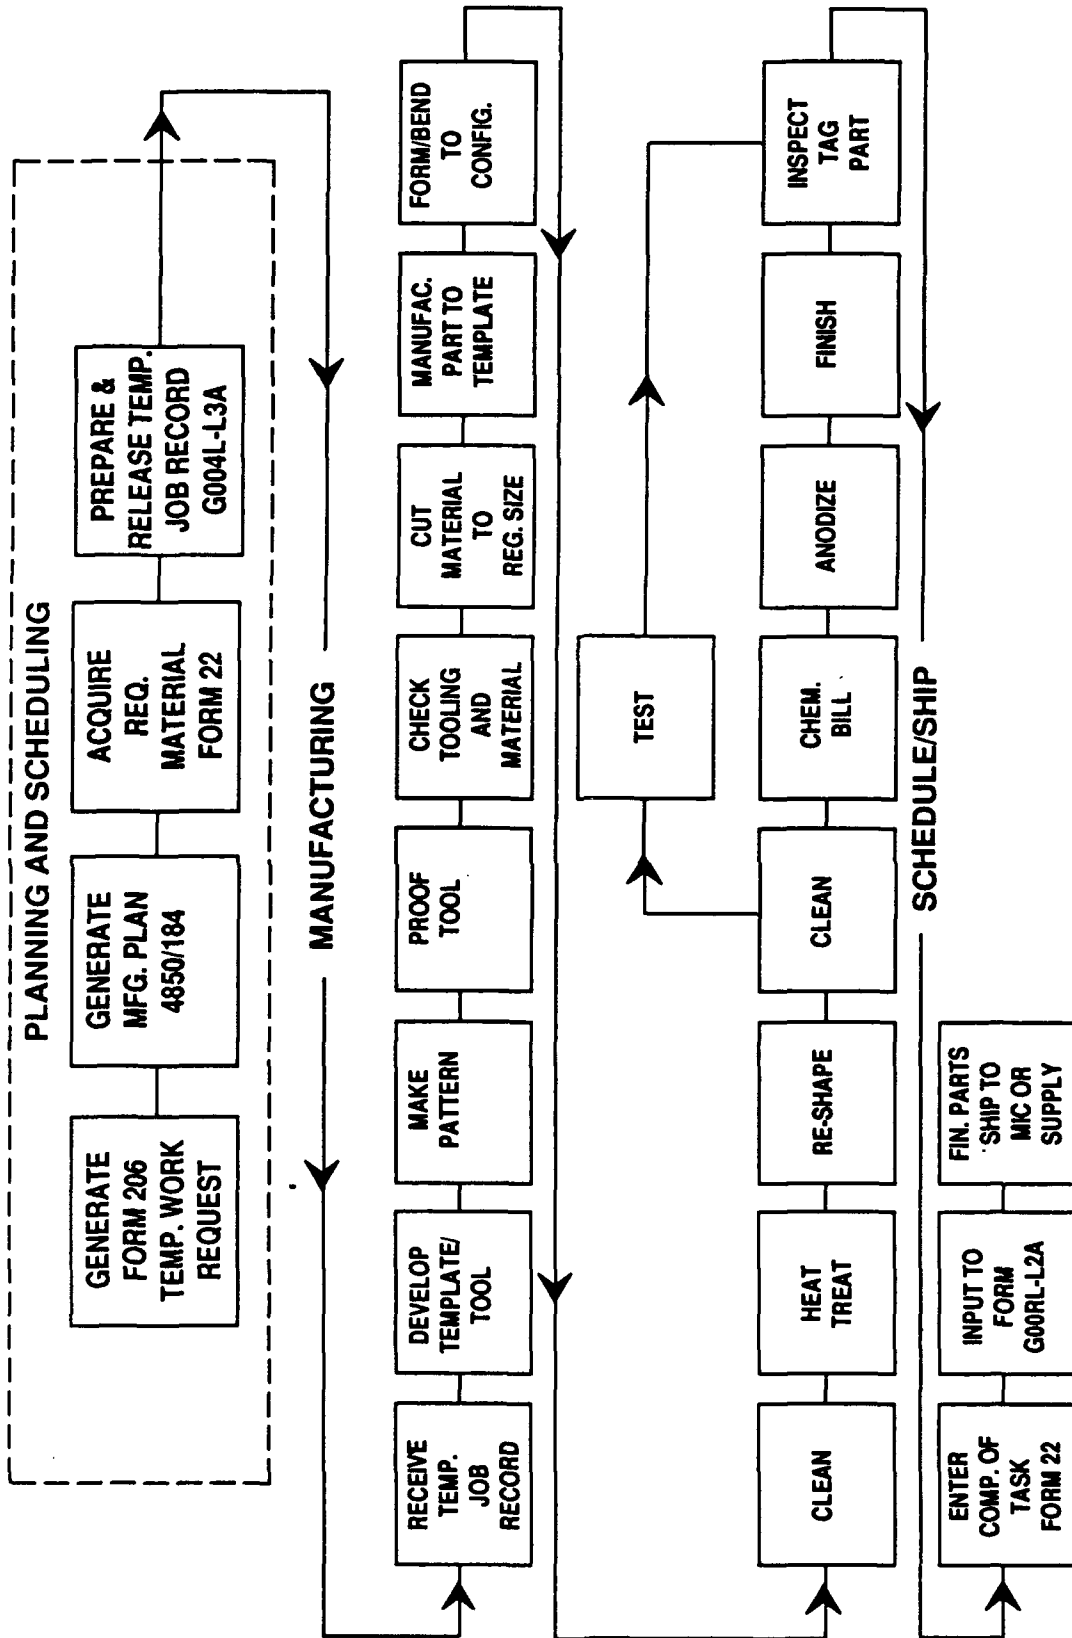 PLANNING AND SCHEDULING
GENERATE
FORM 206
TEMP. WORK
REQUEST
GENERATE
MFG. PLAN
4850/184
ACQUIRE
REQ.
MATERIAL
FORM 22
PREPARE &
RELEASE TEMP.
JOB RECORD
G004L-L3A
MANUFACTURING
RECEIVE
TEMP.
JOB
RECORD
DEVELOP
TEMPLATE/
TOOL
MAKE
PATTERN
PROOF
TOOL
CHECK
TOOLING
AND
MATERIAL
CUT
MATERIAL
TO
REG. SIZE
MANUFAC.
PART TO
TEMPLATE
FORM/BEND
TO
CONFIG.
TEST
CLEAN
HEAT
TREAT
RE-SHAPE
CLEAN
CHEM.
BILL
ANODIZE
FINISH
INSPECT
TAG
PART
SCHEDULE/SHIP
ENTER
COMP. OF
TASK
FORM 22
INPUT TO
FORM
G00RL-L2A
FIN. PARTS
SHIP TO
MIC OR
SUPPLY